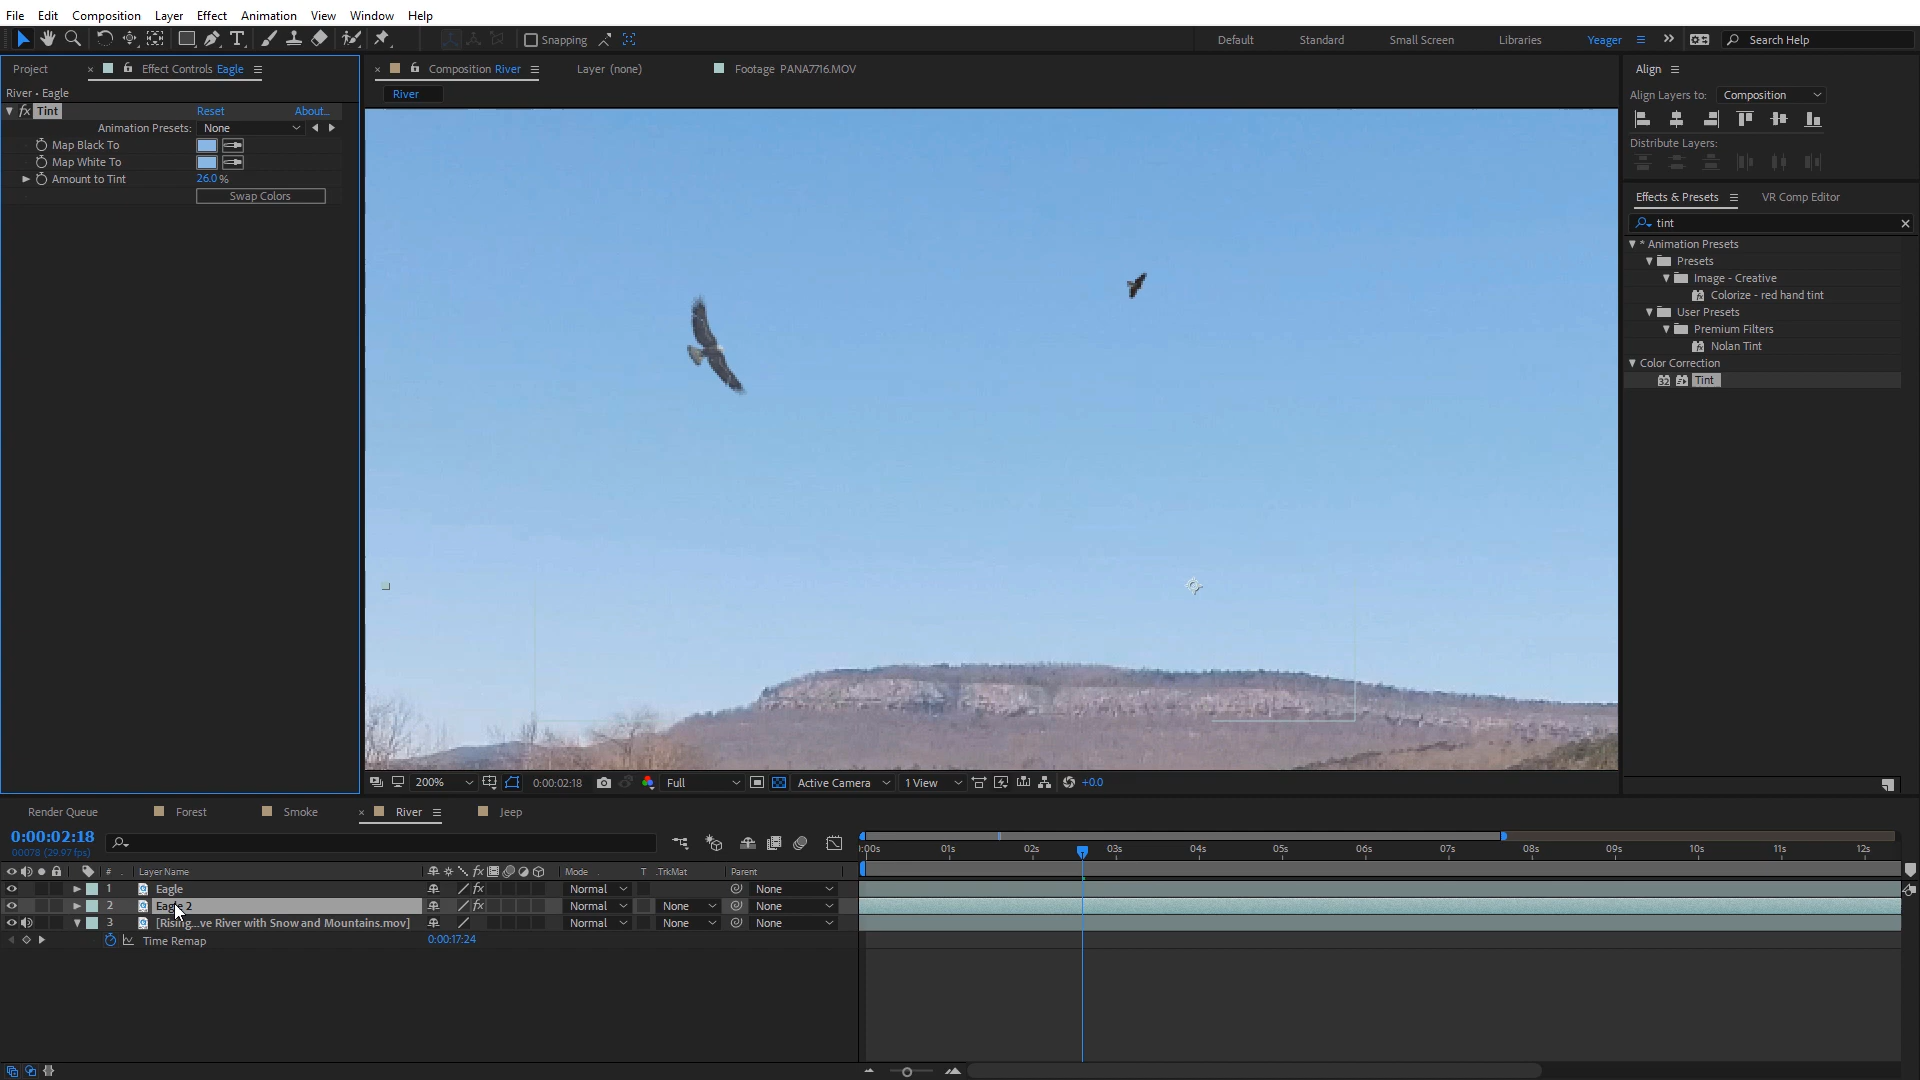 File Edit Composition Layer Effect Animation View Window Help
Snapping Default Standard Small Screen Libraries Yeager Search Help
Project Effect Controls Eagle
River • Eagle
fx Tint Reset About...
Animation Presets: None
Map Black To
Map White To
Amount to Tint 26.0 %
Swap Colors
Composition River Layer (none) Footage PANA7716.MOV
River
200% 0:00:02:18 Full Active Camera 1 View +0.0
Align
Align Layers to: Composition
Distribute Layers:
Effects & Presets VR Comp Editor
tint
* Animation Presets
Presets
Image - Creative
Colorize - red hand tint
User Presets
Premium Filters
Nolan Tint
Color Correction
32 Tint
Render Queue Forest Smoke River Jeep
0:00:02:18
00078 (29.97 fps)
:00s 01s 02s 03s 04s 05s 06s 07s 08s 09s 10s 11s 12s
# Layer Name fx Mode T .TrkMat Parent
1 Eagle fx Normal None
2 Eagle 2 fx Normal None None
3 [Rising...ve River with Snow and Mountains.mov] Normal None None
Time Remap 0:00:17:24